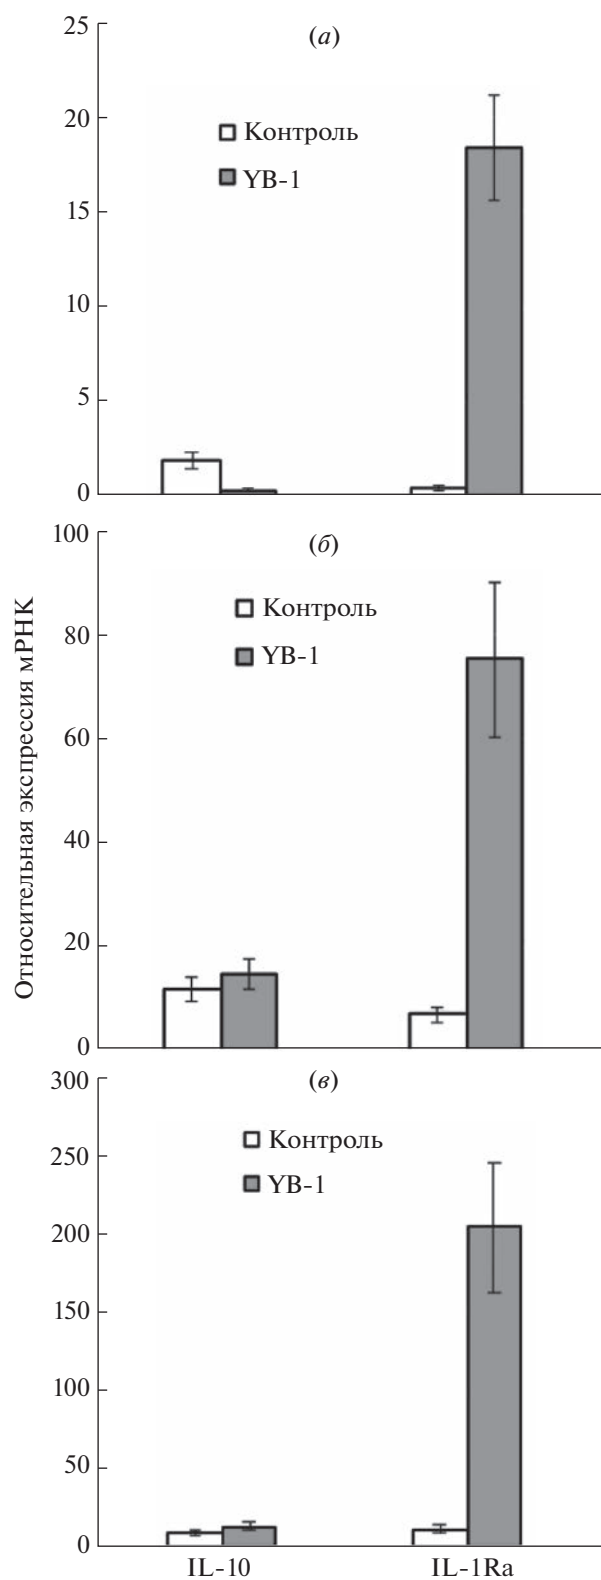 Относительная экспрессия мРНК
(а)
25
20
15
10
5
0
Контроль
YB-1
(б)
100
80
60
40
20
0
Контроль
YB-1
(в)
300
250
200
150
100
50
0
Контроль
YB-1
IL-10 IL-1Ra